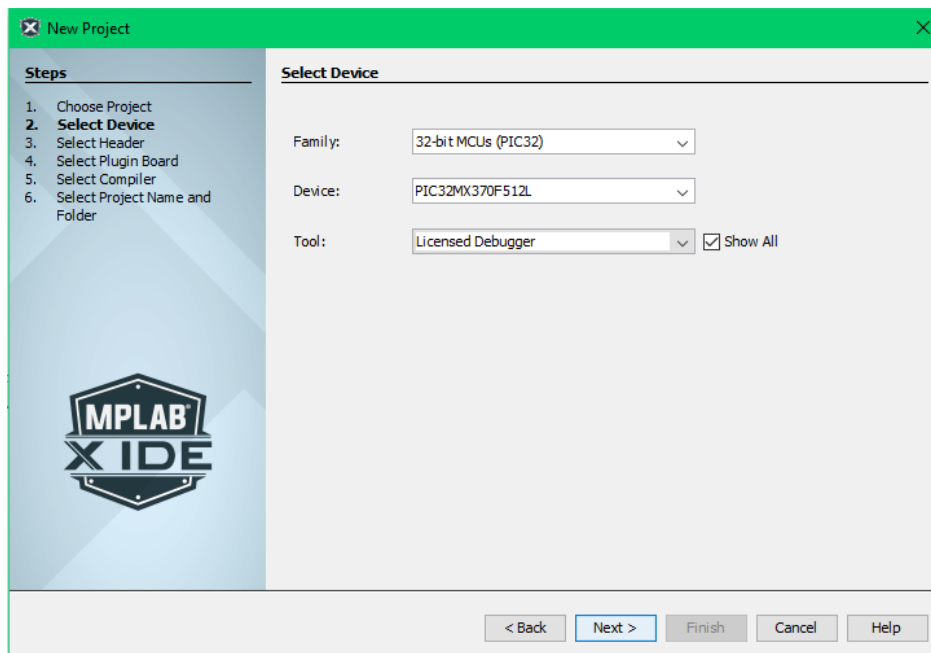 New Project
Steps
1. Choose Project
2. Select Device
3. Select Header
4. Select Plugin Board
5. Select Compiler
6. Select Project Name and
Folder
MPLAB®
X IDE
Select Device
Family: 32-bit MCUs (PIC32)
Device: PIC32MX370F512L
Tool: Licensed Debugger Show All
< Back Next > Finish Cancel Help